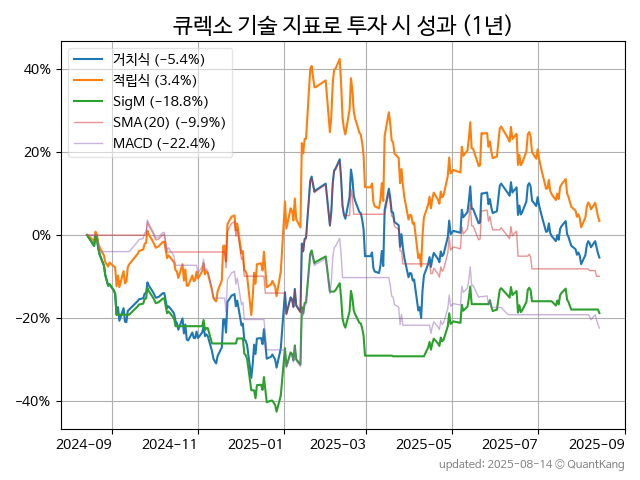 큐렉소 기술 지표로 투자 시 성과 (1년)
거치식 (−5.4%)
적립식 (3.4%)
SigM (−18.8%)
SMA(20) (−9.9%)
MACD (−22.4%)
40%
20%
0%
−20%
−40%
2024-09 2024-11 2025-01 2025-03 2025-05 2025-07 2025-09
updated: 2025-08-14 © QuantKang